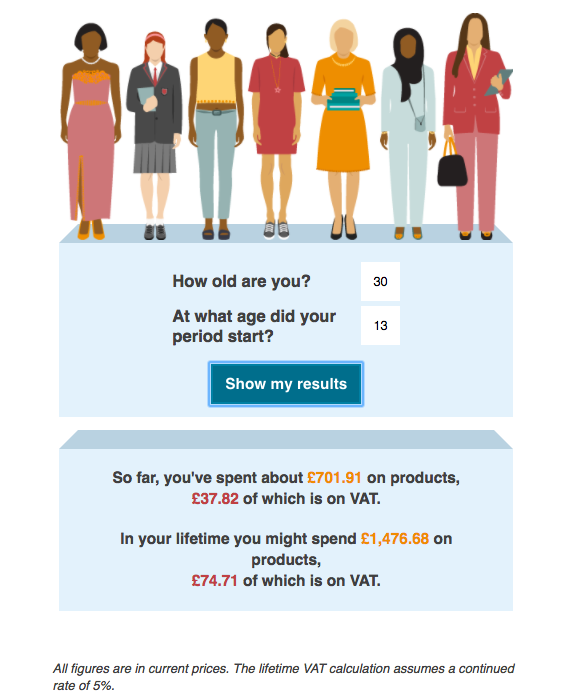 How old are you?
30
At what age did your
period start?
13
Show my results
So far, you've spent about £701.91 on products,
£37.82 of which is on VAT.
In your lifetime you might spend £1,476.68 on
products,
£74.71 of which is on VAT.
All figures are in current prices. The lifetime VAT calculation assumes a continued
rate of 5%.